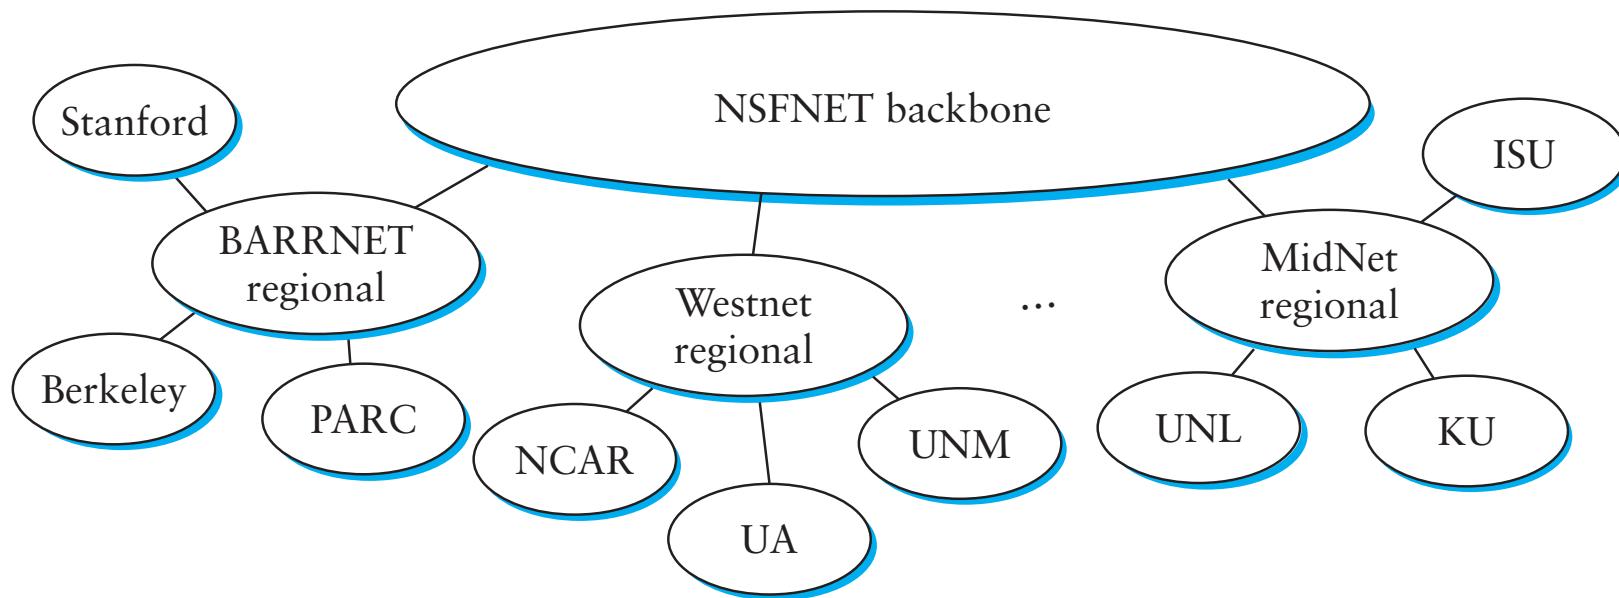 NSFNET backbone
Stanford
ISU
BARRNET
regional
MidNet
regional
Westnet
regional
...
Berkeley
PARC
NCAR
UA
UNM
UNL
KU